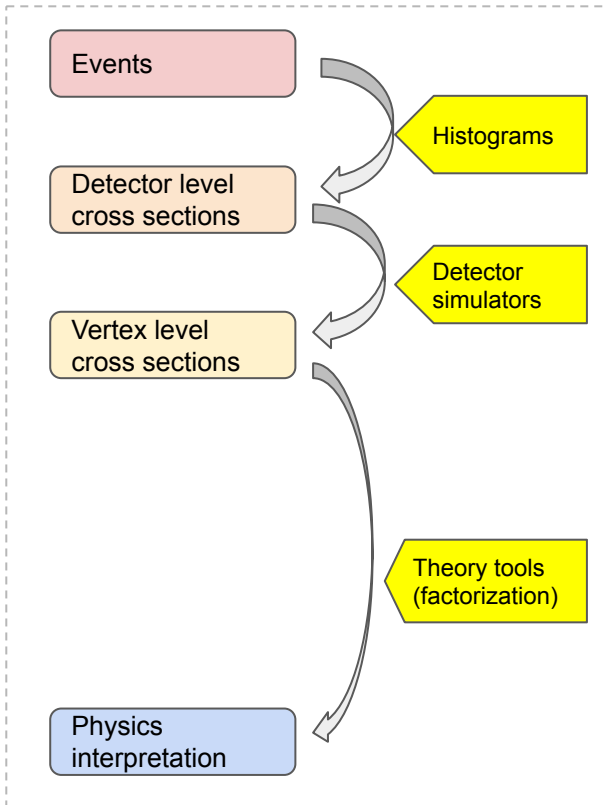 Events
Histograms
Detector level
cross sections
Detector
simulators
Vertex level
cross sections
Theory tools
(factorization)
Physics
interpretation